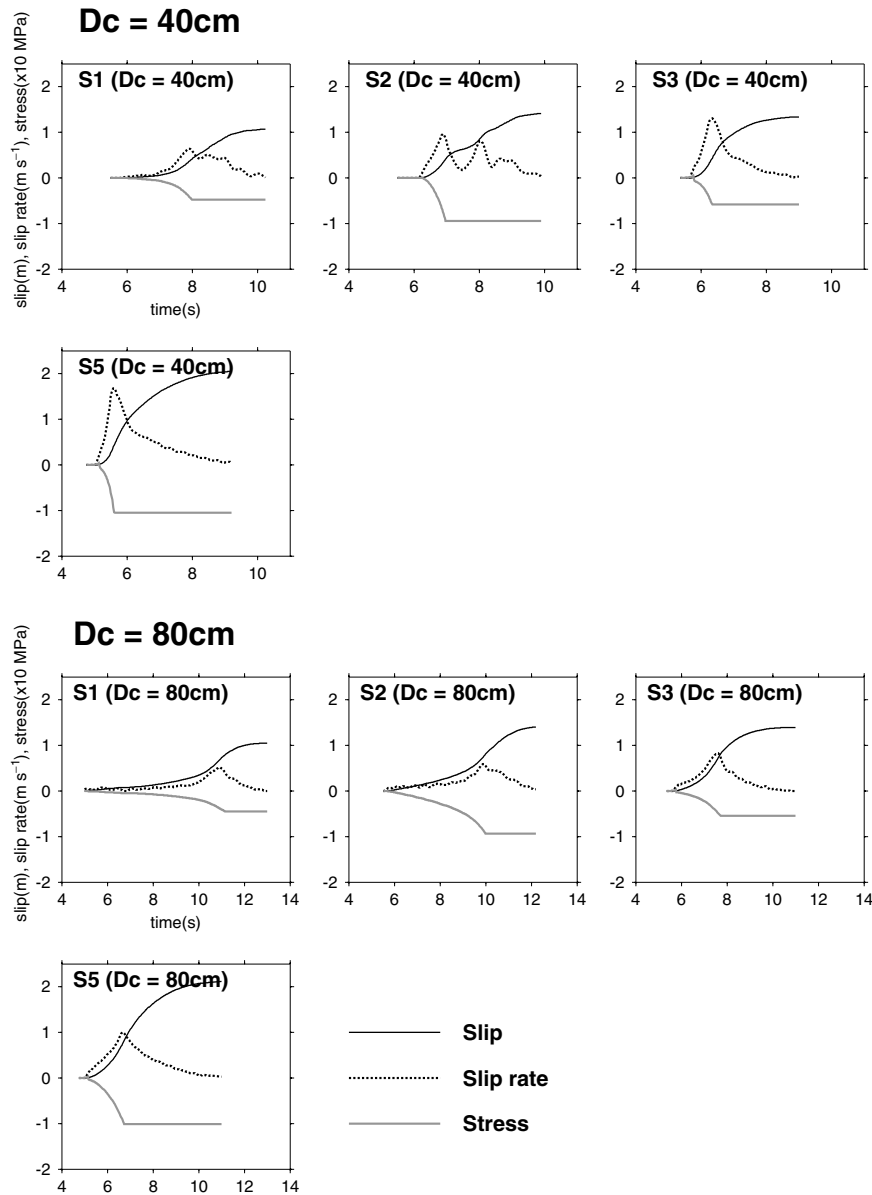 Dc = 40cm
slip(m), slip rate(m s⁻¹), stress(x10 MPa)
S1 (Dc = 40cm)
2
1
0
-1
-2
4 6 8 10
time(s)
S2 (Dc = 40cm)
2
1
0
-1
-2
4 6 8 10
S3 (Dc = 40cm)
2
1
0
-1
-2
4 6 8 10
S5 (Dc = 40cm)
2
1
0
-1
-2
4 6 8 10
Dc = 80cm
slip(m), slip rate(m s⁻¹), stress(x10 MPa)
S1 (Dc = 80cm)
2
1
0
-1
-2
4 6 8 10 12 14
time(s)
S2 (Dc = 80cm)
2
1
0
-1
-2
4 6 8 10 12 14
S3 (Dc = 80cm)
2
1
0
-1
-2
4 6 8 10 12 14
S5 (Dc = 80cm)
2
1
0
-1
-2
4 6 8 10 12 14
Slip
Slip rate
Stress